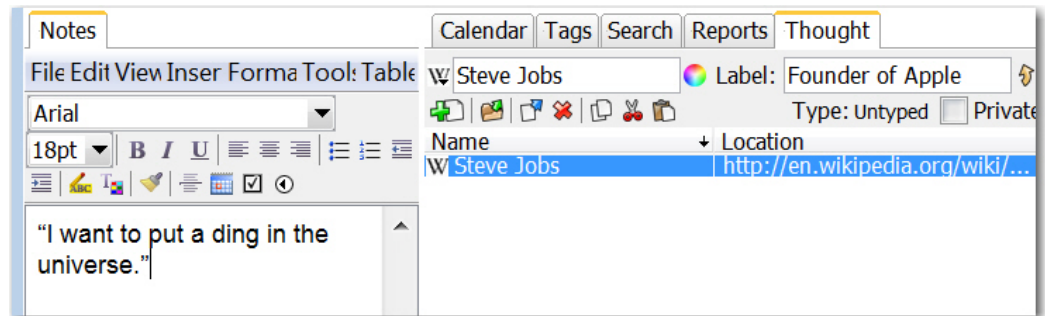 Notes
File Edit View Inser Forma Tool: Table
Arial
18pt B I U
ABC T
“I want to put a ding in the
universe.”
Calendar Tags Search Reports Thought
W Steve Jobs Label: Founder of Apple
Type: Untyped Private
Name Location
W Steve Jobs http://en.wikipedia.org/wiki/...